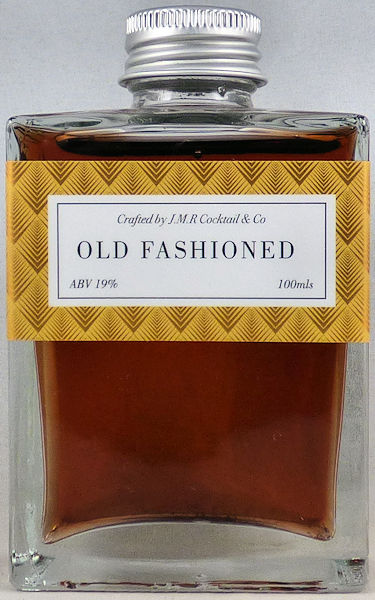 Crafted by J.M.R Cocktail & Co
OLD FASHIONED
ABV 19%
100mls